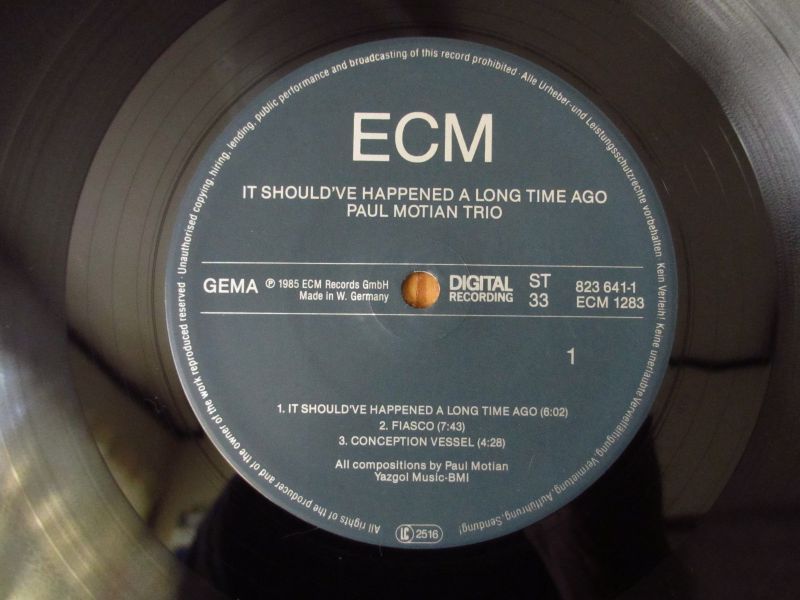 ECM
IT SHOULD'VE HAPPENED A LONG TIME AGO
PAUL MOTIAN TRIO
GEMA
℗ 1985 ECM Records GmbH
Made in W. Germany
DIGITAL
RECORDING
ST
33
823 641-1
ECM 1283
1
1. IT SHOULD'VE HAPPENED A LONG TIME AGO (6:02)
2. FIASCO (7:43)
3. CONCEPTION VESSEL (4:28)
All compositions by Paul Motian
Yazgol Music-BMI
LC 2516
All rights of the producer and of the owner of the work reproduced reserved · Unauthorised copying, hiring, lending, public performance and broadcasting of this record prohibited · Alle Urheber- und Leistungsschutzrechte vorbehalten · Kein Verleih! Keine unerlaubte Vervielfältigung, Vermietung, Aufführung, Sendung!